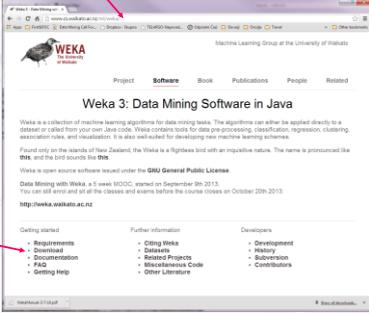 www.cs.waikato.ac.nz/ml/weka/
WEKA
The University
of Waikato
Machine Learning Group at the University of Waikato
Project Software Book Publications People Related
Weka 3: Data Mining Software in Java
Weka is a collection of machine learning algorithms for data mining tasks. The algorithms can either be applied directly to a
dataset or called from your own Java code. Weka contains tools for data pre-processing, classification, regression, clustering,
association rules, and visualization. It is also well-suited for developing new machine learning schemes.
Found only on the islands of New Zealand, the Weka is a flightless bird with an inquisitive nature. The name is pronounced like
this, and the bird sounds like this.
Weka is open source software issued under the GNU General Public License.
Data Mining with Weka, a 5 week MOOC, started on September 9th 2013.
You can still enrol and sit all the classes and exams before the course closes on October 20th 2013:
http://weka.waikato.ac.nz
Getting started
Requirements
Download
Documentation
FAQ
Getting Help
Further information
Citing Weka
Datasets
Related Projects
Miscellaneous Code
Other Literature
Developers
Development
History
Subversion
Contributors